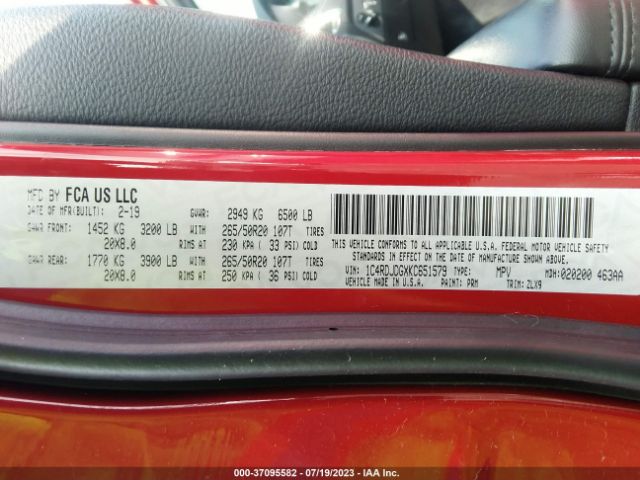 MFG BY FCA US LLC
DATE OF MFR(BUILT): 2-19 GVWR: 2949 KG 6500 LB
GAWR FRONT: 1452 KG 3200 LB WITH 265/50R20 107T TIRES
20X8.0 RIMS AT 230 KPA ( 33 PSI) COLD
GAWR REAR: 1770 KG 3900 LB WITH 265/50R20 107T TIRES
20X8.0 RIMS AT 250 KPA ( 36 PSI) COLD
THIS VEHICLE CONFORMS TO ALL APPLICABLE U.S.A. FEDERAL MOTOR VEHICLE SAFETY
AND THEFT PREVENTION STANDARDS IN EFFECT ON THE DATE OF MANUFACTURE SHOWN ABOVE.
VIN: 1C4RDJDGXKC851579 TYPE: MPV MDH:020200 463AA
VEHICLE MADE IN U.S.A. PAINT: PRM TRIM: ZLX9
000-37095582 / 07/19/2023 - IAA Inc.